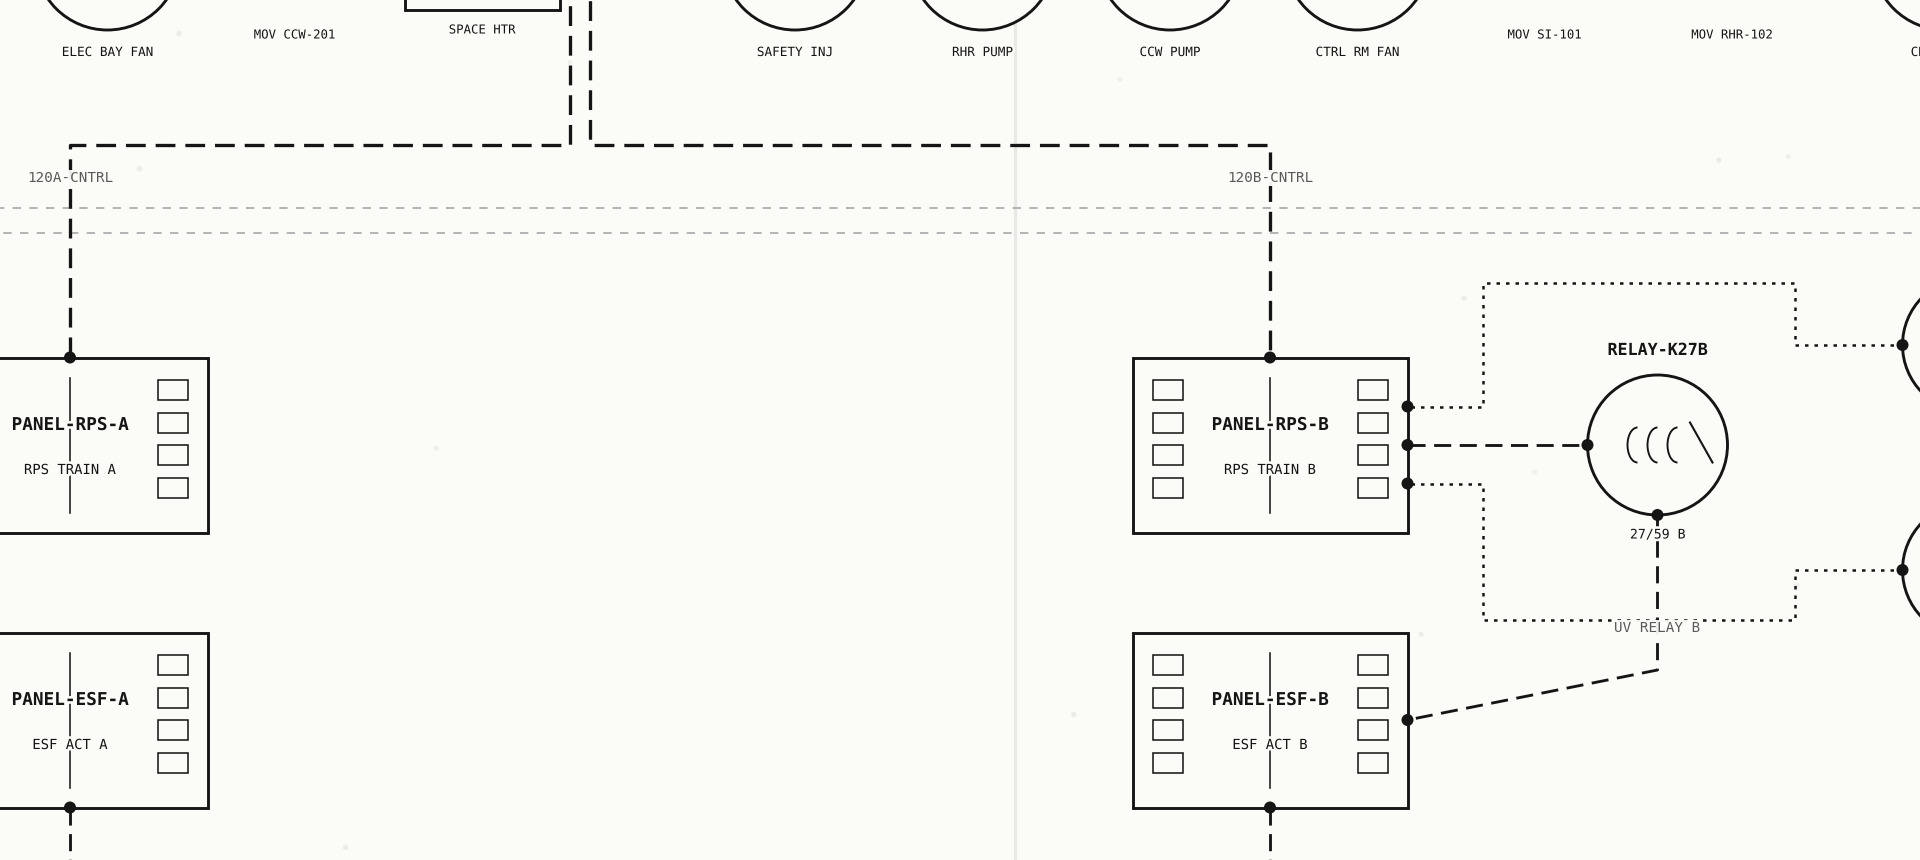 ELEC BAY FAN
MOV CCW-201
SPACE HTR
SAFETY INJ
RHR PUMP
CCW PUMP
CTRL RM FAN
MOV SI-101
MOV RHR-102
120A-CNTRL
120B-CNTRL
PANEL-RPS-A
RPS TRAIN A
PANEL-RPS-B
RPS TRAIN B
RELAY-K27B
27/59 B
UV RELAY B
PANEL-ESF-A
ESF ACT A
PANEL-ESF-B
ESF ACT B